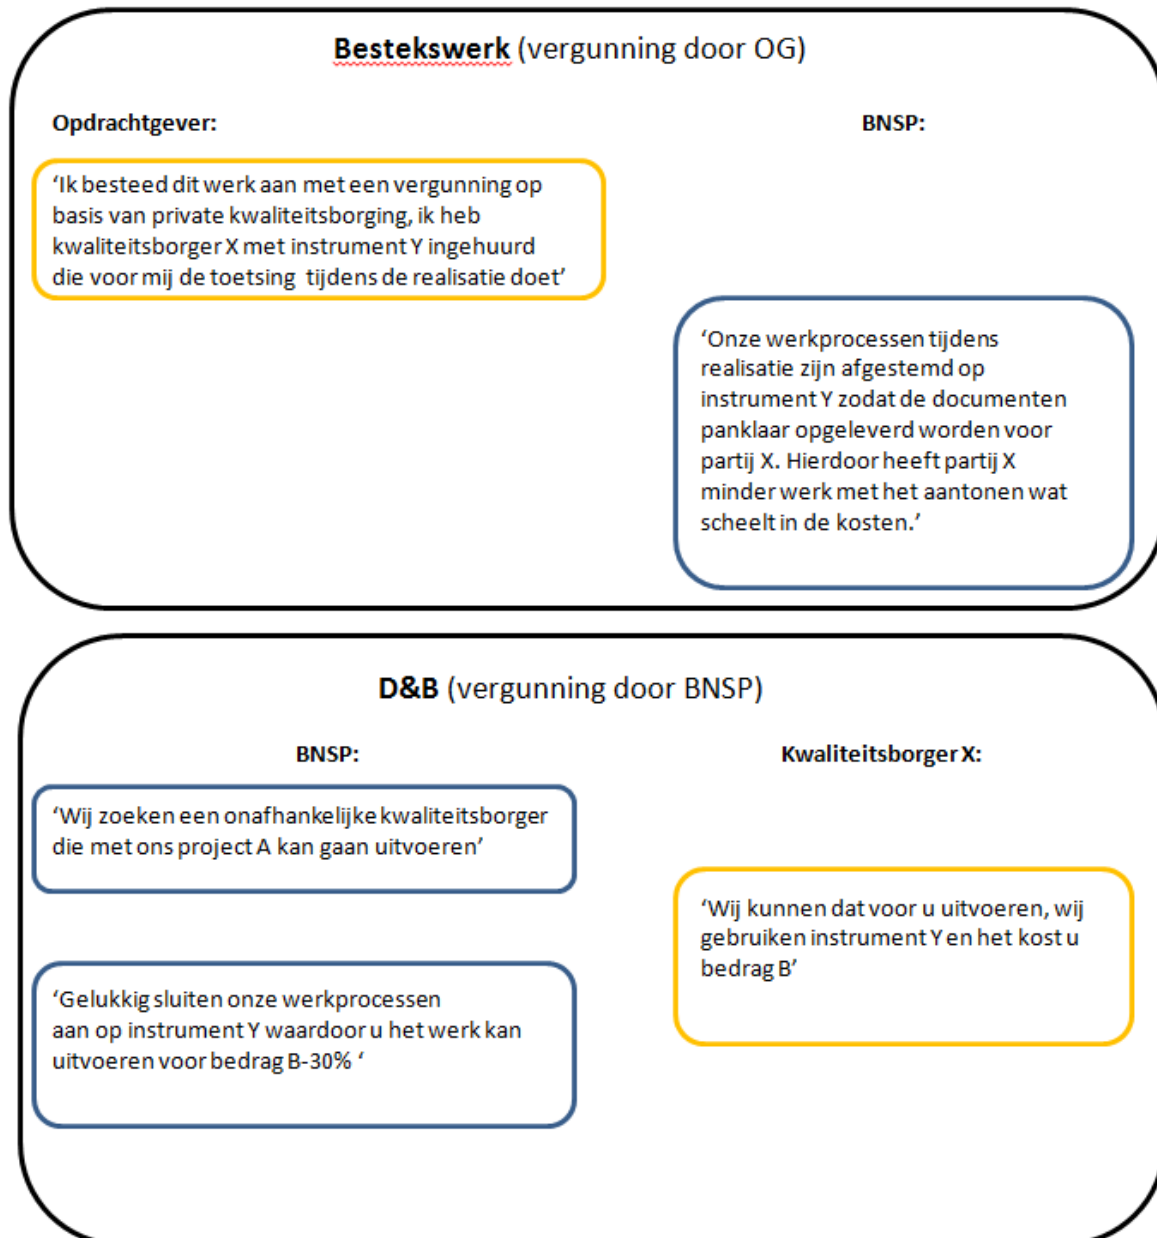 Bestekswerk (vergunning door OG)
Opdrachtgever:
BNSP:
‘Ik besteed dit werk aan met een vergunning op
basis van private kwaliteitsborging, ik heb
kwaliteitsborger X met instrument Y ingehuurd
die voor mij de toetsing tijdens de realisatie doet’
‘Onze werkprocessen tijdens
realisatie zijn afgestemd op
instrument Y zodat de documenten
panklaar opgeleverd worden voor
partij X. Hierdoor heeft partij X
minder werk met het aantonen wat
scheelt in de kosten.’
D&B (vergunning door BNSP)
BNSP:
Kwaliteitsborger X:
‘Wij zoeken een onafhankelijke kwaliteitsborger
die met ons project A kan gaan uitvoeren’
‘Wij kunnen dat voor u uitvoeren, wij
gebruiken instrument Y en het kost u
bedrag B’
‘Gelukkig sluiten onze werkprocessen
aan op instrument Y waardoor u het werk kan
uitvoeren voor bedrag B-30% ‘